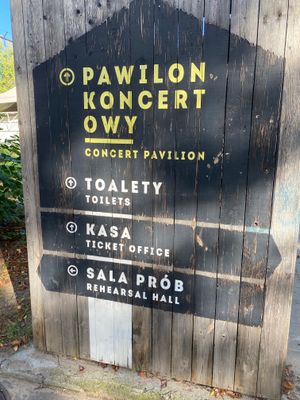 PAWILON
KONCERT
OWY
CONCERT PAVILION
TOALETY
TOILETS
KASA
TICKET OFFICE
SALA PRÓB
REHEARSAL HALL